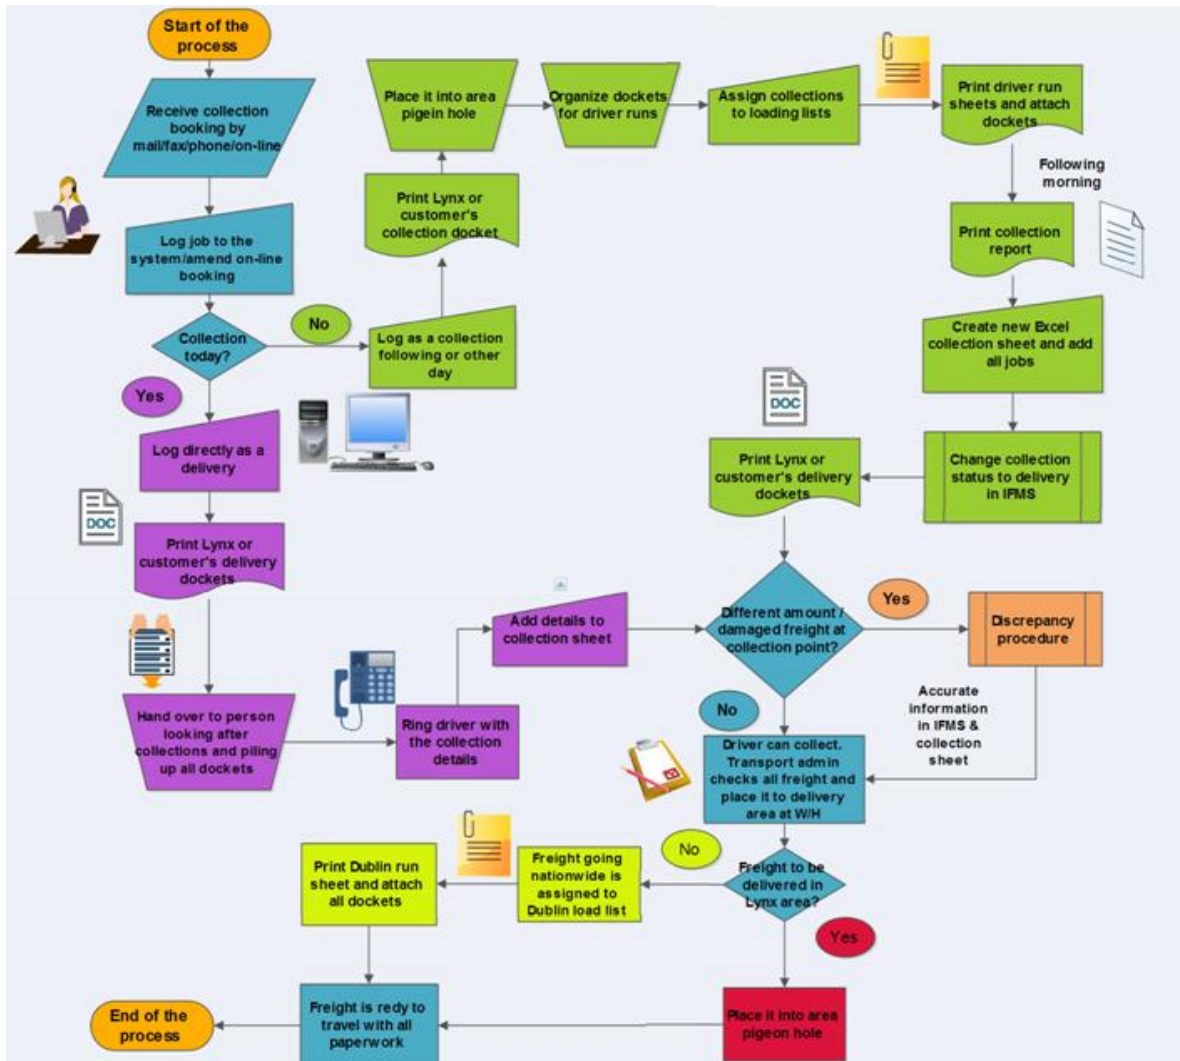 Start of the
process
Receive collection
booking by
mail/fax/phone/on-line
Log job to the
system/amend on-line
booking
Collection
today?
No
Log as a collection
following or other
day
Print Lynx or
customer's
collection docket
Place it into area
pigein hole
Organize dockets
for driver runs
Assign collections
to loading lists
Print driver run
sheets and attach
dockets
Following
morning
Print collection
report
Create new Excel
collection sheet and add
all jobs
Change collection
status to delivery
in IFMS
DOC
Print Lynx or
customer's delivery
dockets
Yes
Log directly as a
delivery
DOC
Print Lynx or
customer's delivery
dockets
Hand over to person
looking after
collections and piling
up all dockets
Ring driver with
the collection
details
Add details to
collection sheet
Different amount /
damaged freight at
collection point?
Yes
Discrepancy
procedure
Accurate
information
in IFMS &
collection
sheet
No
Driver can collect.
Transport admin
checks all freight and
place it to delivery
area at W/H
Freight to be
delivered in
Lynx area?
No
Freight going
nationwide is
assigned to
Dublin load list
Print Dublin run
sheet and attach
all dockets
Yes
Place it into area
pigeon hole
Freight is redy to
travel with all
paperwork
End of the
process